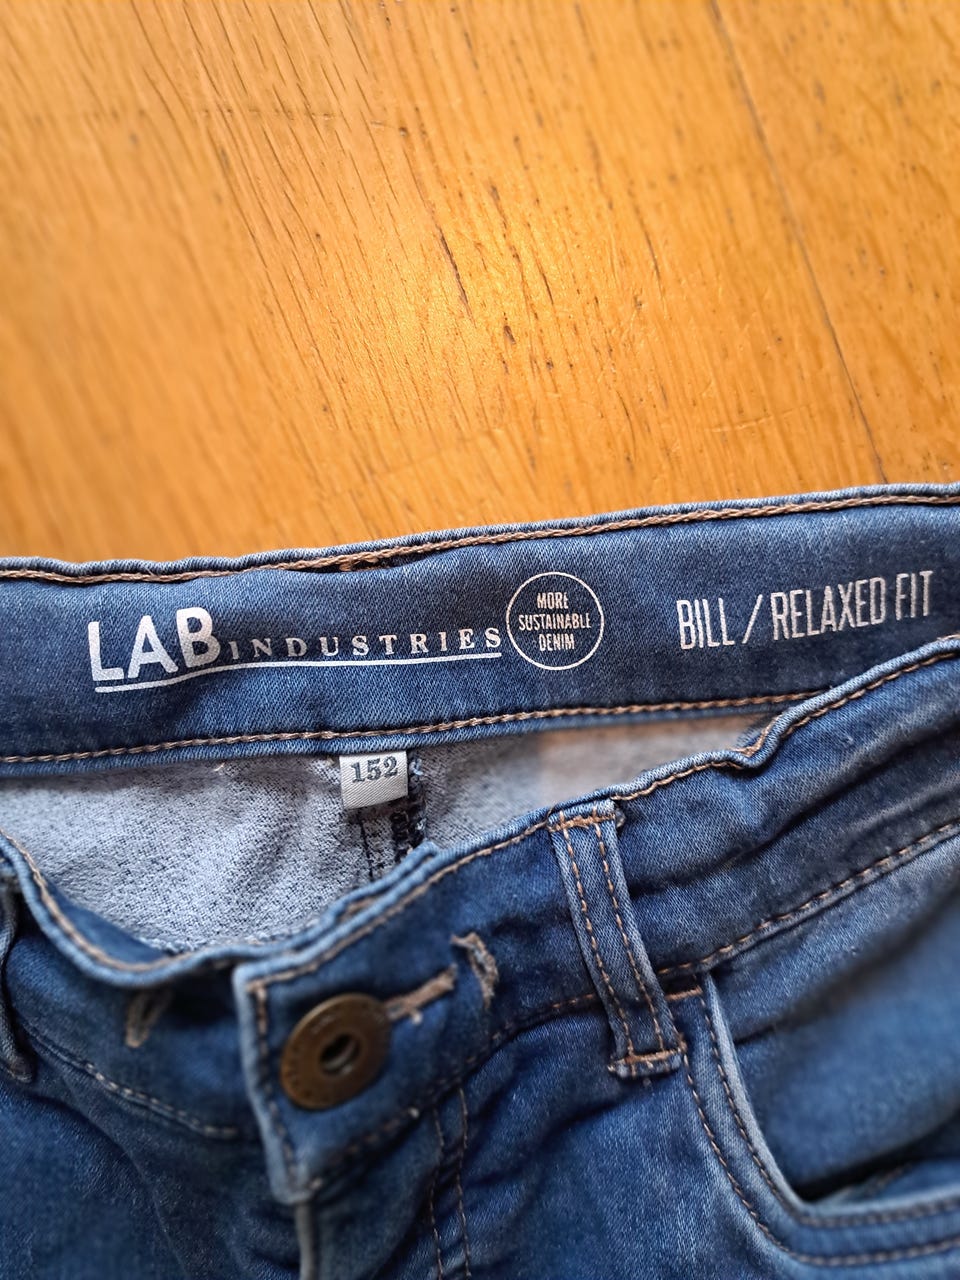 LAB INDUSTRIES
MORE
SUSTAINABLE
DENIM
BILL / RELAXED FIT
152